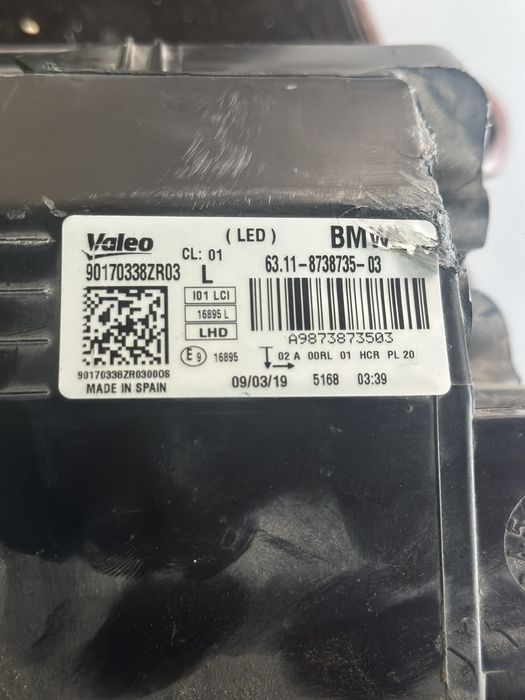 Valeo
CL: 01
( LED )
BMW
90170338ZR03
L
63.11-8738735-03
I01 LCI
16895 L
LHD
A9873873503
E9
16895
02 A 00RL 01 HCR PL 20
90170338ZR0300OS
MADE IN SPAIN
09/03/19
5168
03:39